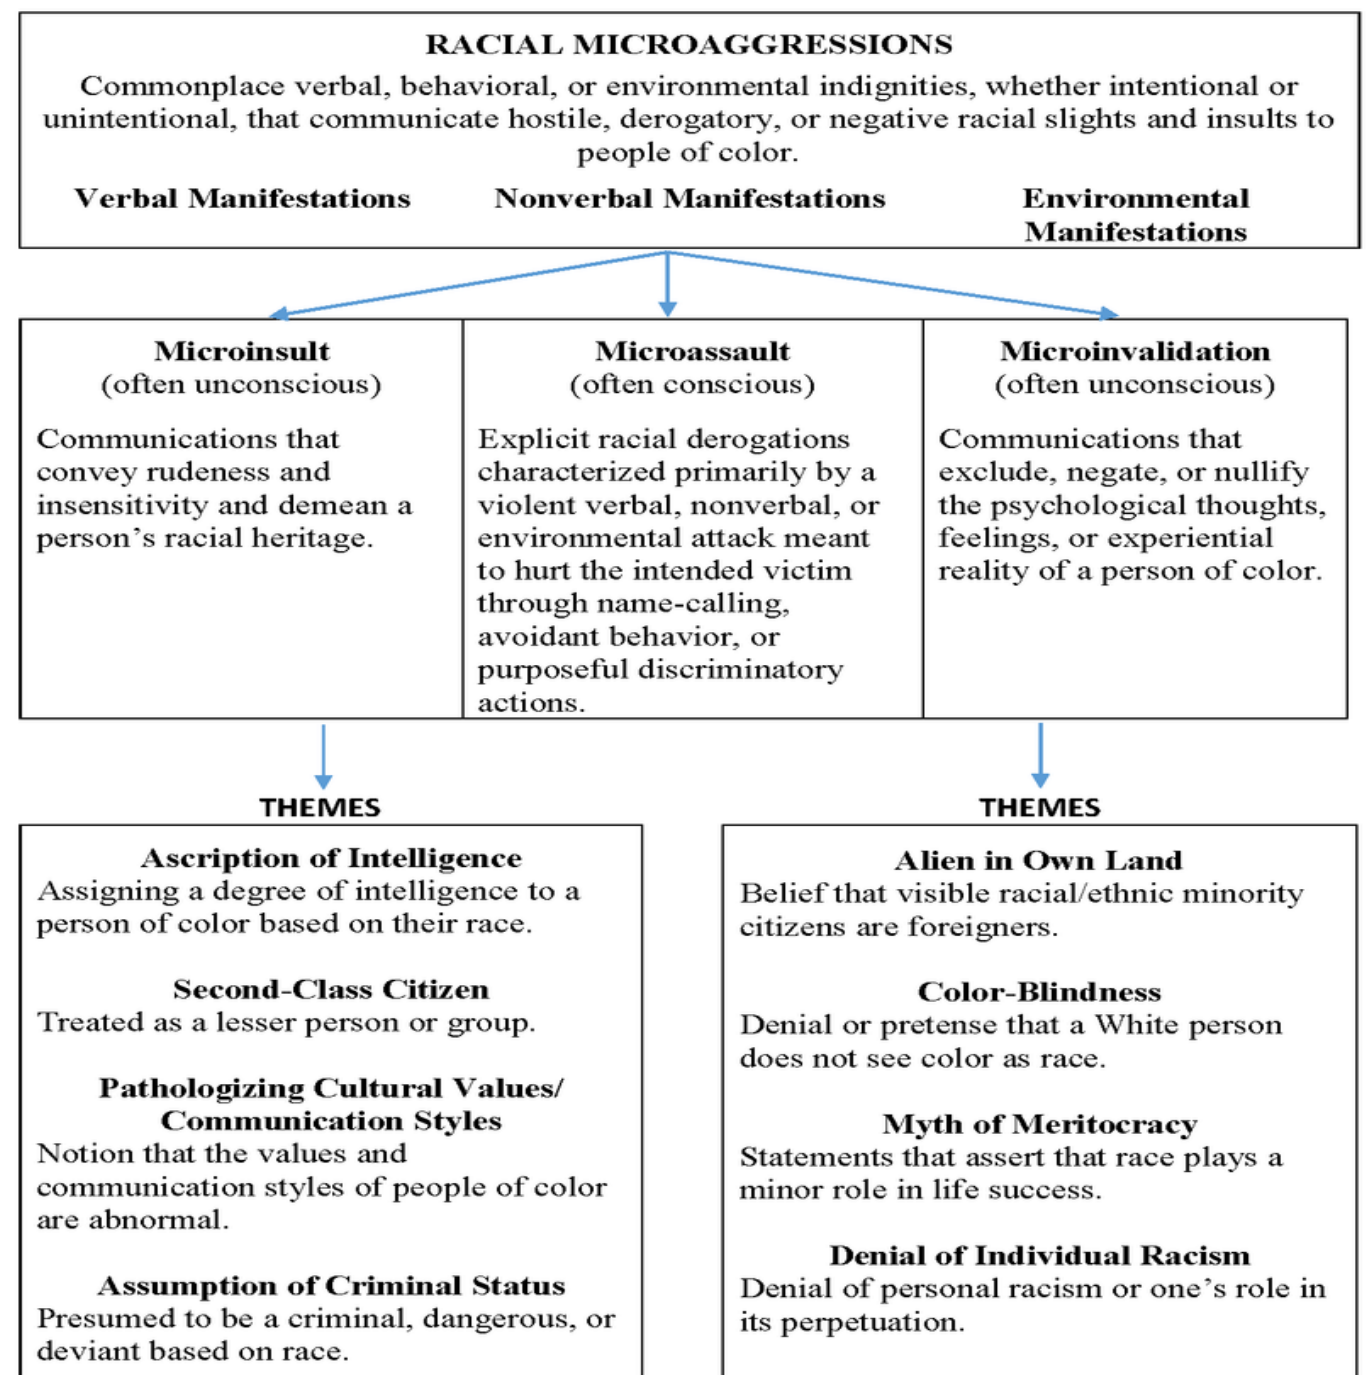 RACIAL MICROAGGRESSIONS
Commonplace verbal, behavioral, or environmental indignities, whether intentional or
unintentional, that communicate hostile, derogatory, or negative racial slights and insults to
people of color.
Verbal Manifestations
Nonverbal Manifestations
Environmental
Manifestations
Microinsult
(often unconscious)
Communications that
convey rudeness and
insensitivity and demean a
person's racial heritage.
Microassault
(often conscious)
Explicit racial derogations
characterized primarily by a
violent verbal, nonverbal, or
environmental attack meant
to hurt the intended victim
through name-calling,
avoidant behavior, or
purposeful discriminatory
actions.
Microinvalidation
(often unconscious)
Communications that
exclude, negate, or nullify
the psychological thoughts,
feelings, or experiential
reality of a person of color.
THEMES
Ascription of Intelligence
Assigning a degree of intelligence to a
person of color based on their race.
Second-Class Citizen
Treated as a lesser person or group.
Pathologizing Cultural Values/
Communication Styles
Notion that the values and
communication styles of people of color
are abnormal.
Assumption of Criminal Status
Presumed to be a criminal, dangerous, or
deviant based on race.
THEMES
Alien in Own Land
Belief that visible racial/ethnic minority
citizens are foreigners.
Color-Blindness
Denial or pretense that a White person
does not see color as race.
Myth of Meritocracy
Statements that assert that race plays a
minor role in life success.
Denial of Individual Racism
Denial of personal racism or one's role in
its perpetuation.